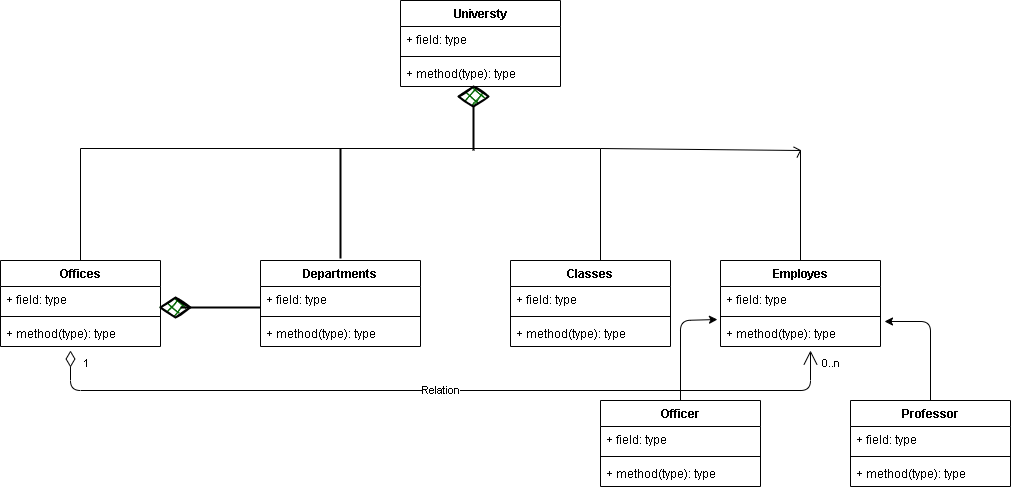 Universty
+ field: type
+ method(type): type
Offices
+ field: type
+ method(type): type
Departments
+ field: type
+ method(type): type
Classes
+ field: type
+ method(type): type
Employes
+ field: type
+ method(type): type
1
Relation
0..n
Officer
+ field: type
+ method(type): type
Professor
+ field: type
+ method(type): type